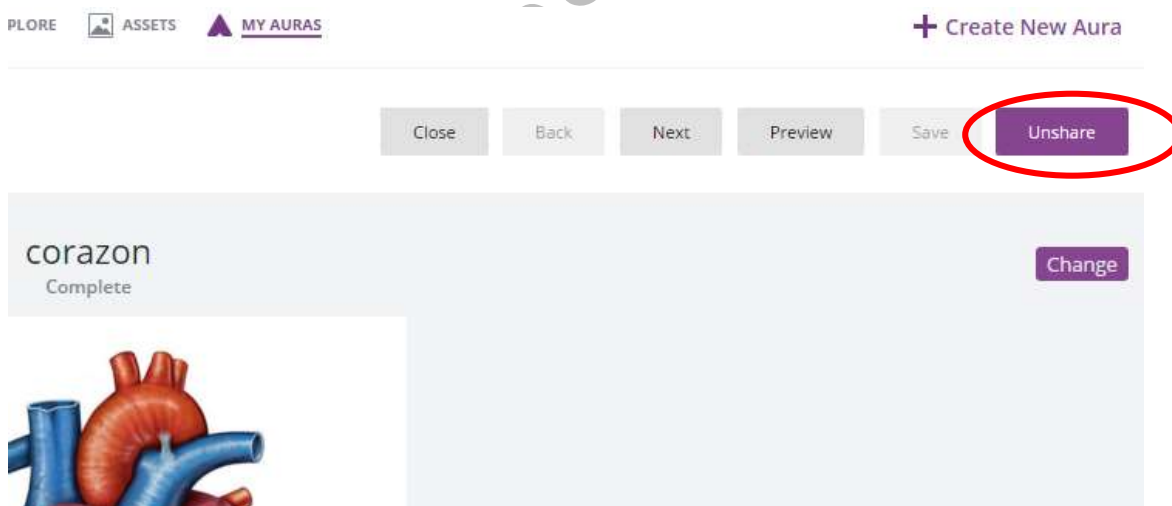 PLORE ASSETS MY AURAS Create New Aura
Close Back Next Preview Save Unshare
corazon Change
Complete